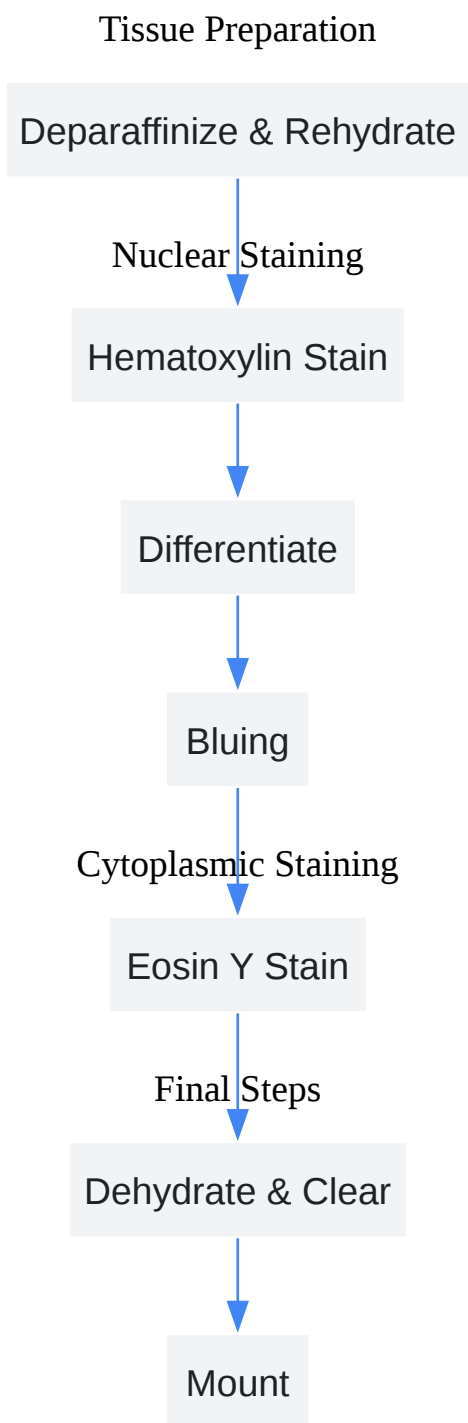 Tissue Preparation
Deparaffinize & Rehydrate
Nuclear Staining
Hematoxylin Stain
Differentiate
Bluing
Cytoplasmic Staining
Eosin Y Stain
Final Steps
Dehydrate & Clear
Mount